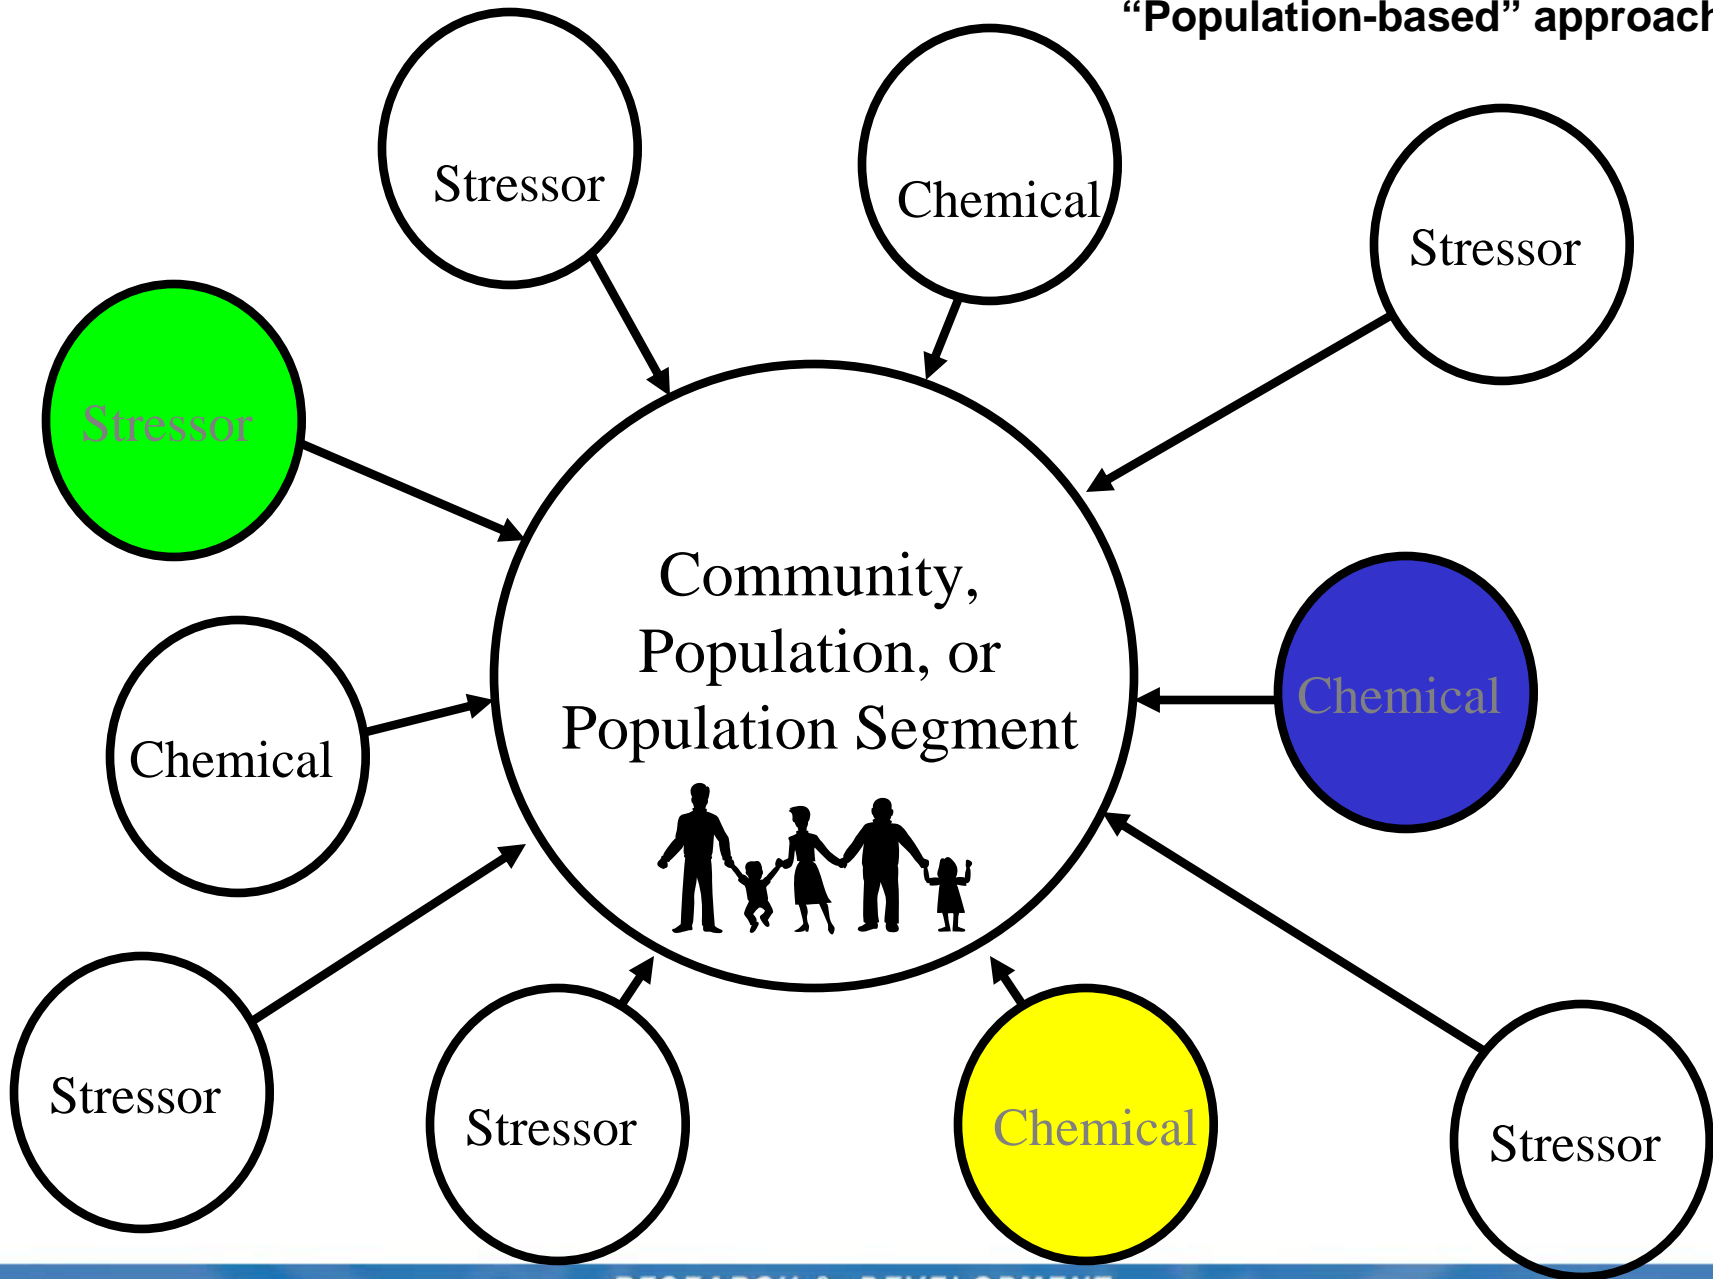 “Population-based” approach
Stressor
Chemical
Stressor
Stressor
Community,
Population, or
Population Segment
Chemical
Chemical
Stressor
Stressor
Chemical
Stressor